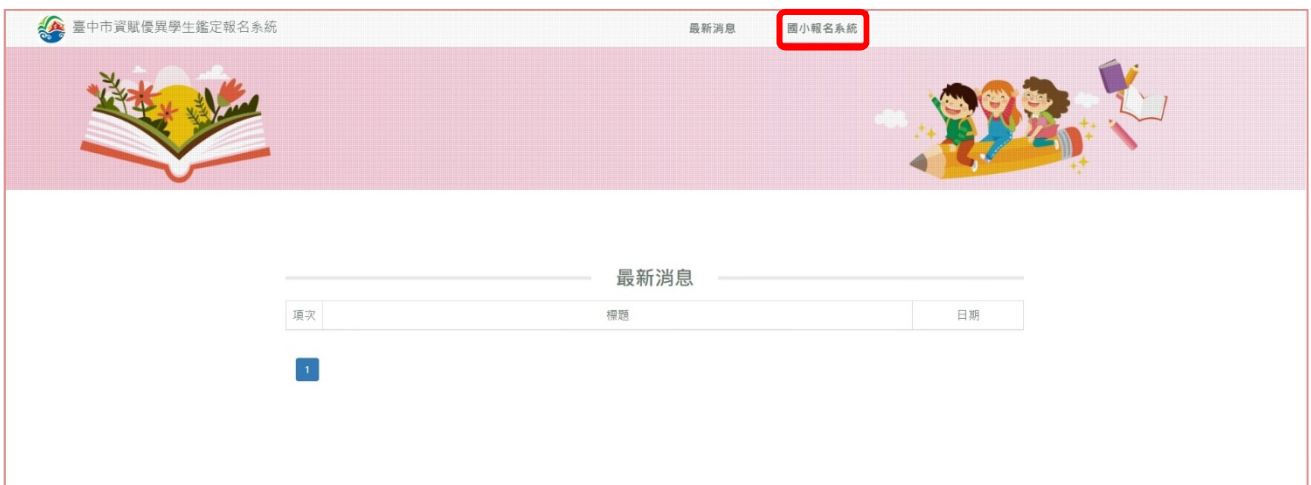 臺中市資賦優異學生鑑定報名系統
最新消息 國小報名系統
最新消息
項次 標題 日期
1